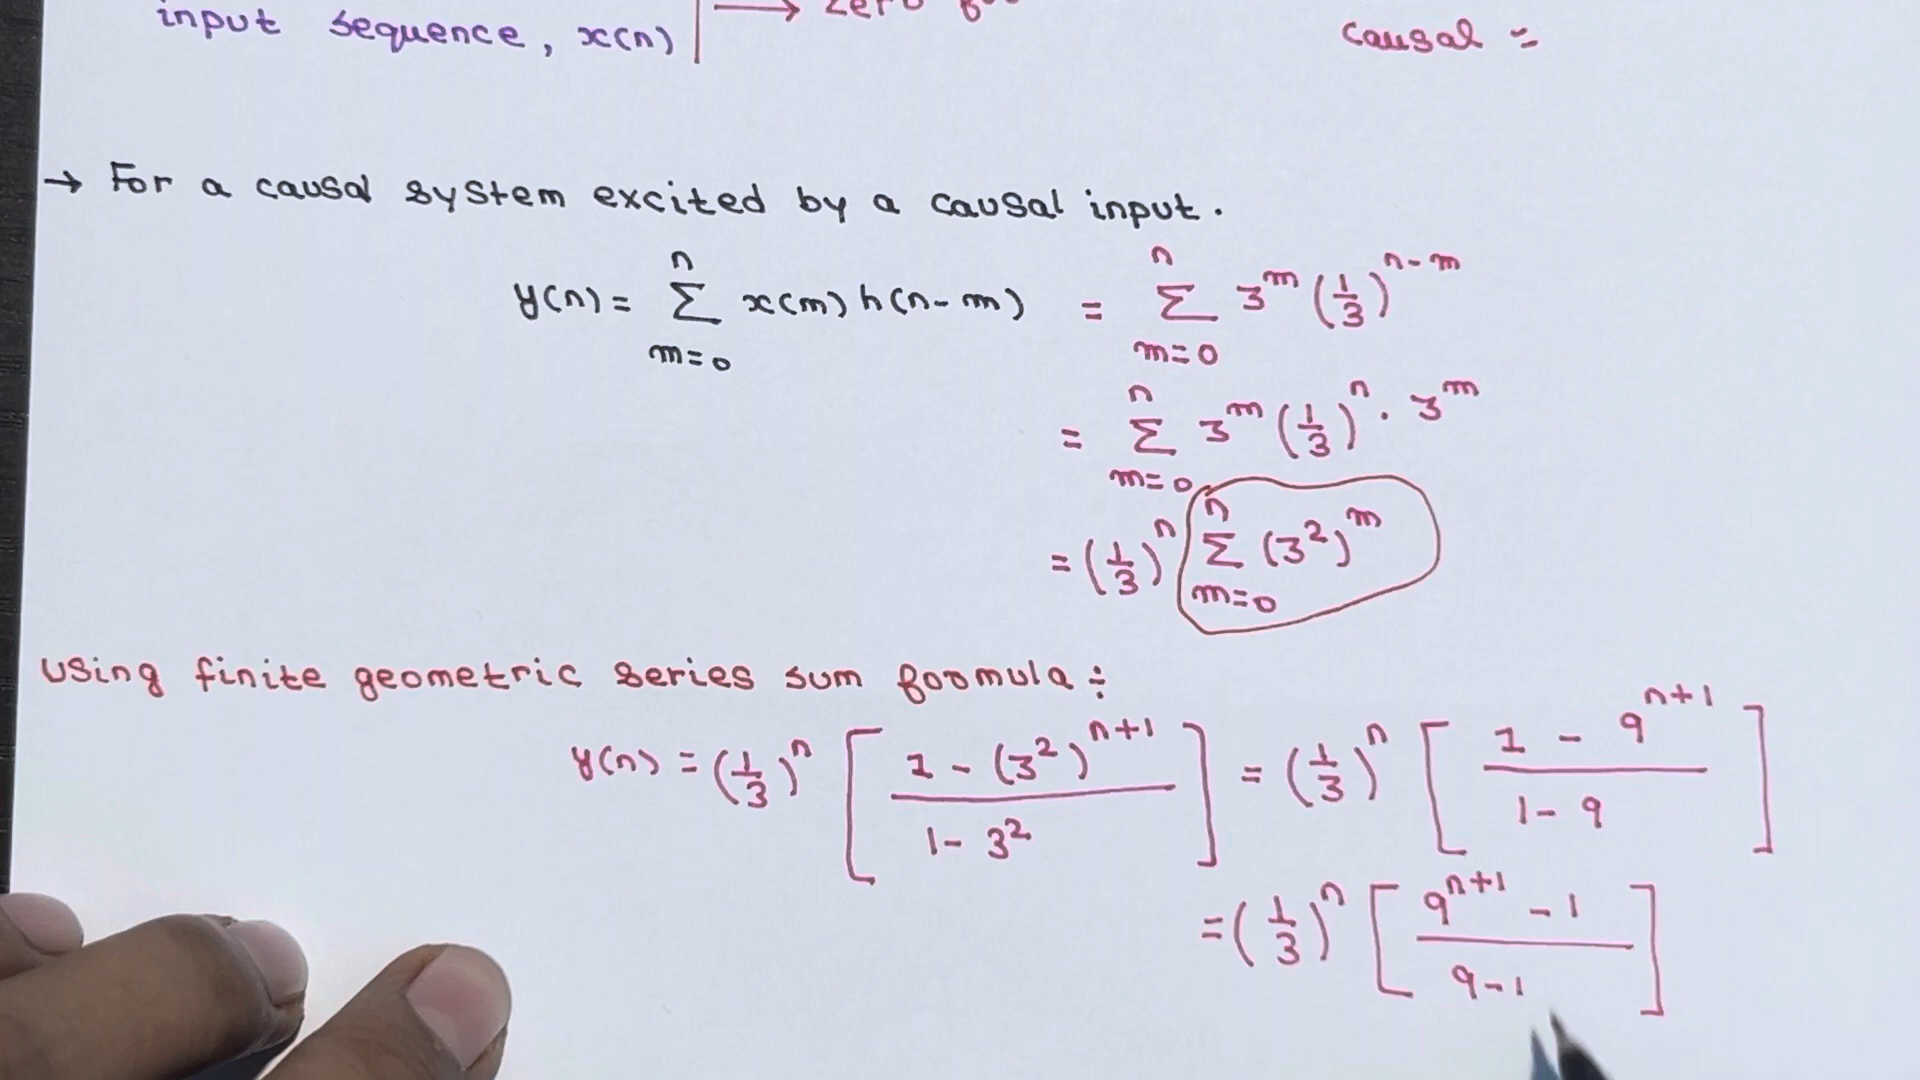 input sequence, x(n) → zero causal =
→ For a causal system excited by a causal input.
y(n) = Σ_{m=0}^{n} x(m) h(n-m) = Σ_{m=0}^{n} 3^m (1/3)^{n-m}
= Σ_{m=0}^{n} 3^m (1/3)^n . 3^m
= (1/3)^n Σ_{m=0}^{n} (3^2)^m
using finite geometric series sum formula :
y(n) = (1/3)^n [ (1 - (3^2)^{n+1}) / (1 - 3^2) ] = (1/3)^n [ (1 - 9^{n+1}) / (1 - 9) ]
= (1/3)^n [ (9^{n+1} - 1) / (9 - 1) ]